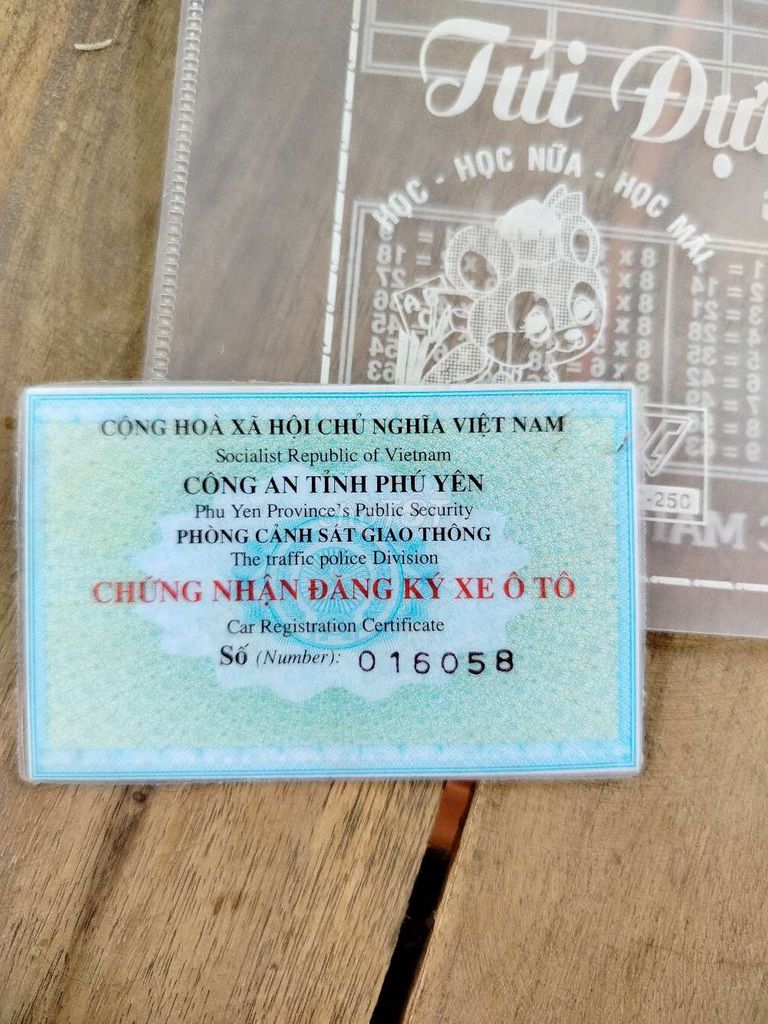 Túi Đự
HỌC - HỌC NỮA - HỌC MÃI
-250
CỘNG HOÀ XÃ HỘI CHỦ NGHĨA VIỆT NAM
Socialist Republic of Vietnam
CÔNG AN TỈNH PHÚ YÊN
Phu Yen Province's Public Security
PHÒNG CẢNH SÁT GIAO THÔNG
The traffic police Division
CHỨNG NHẬN ĐĂNG KÝ XE Ô TÔ
Car Registration Certificate
Số (Number): 016058